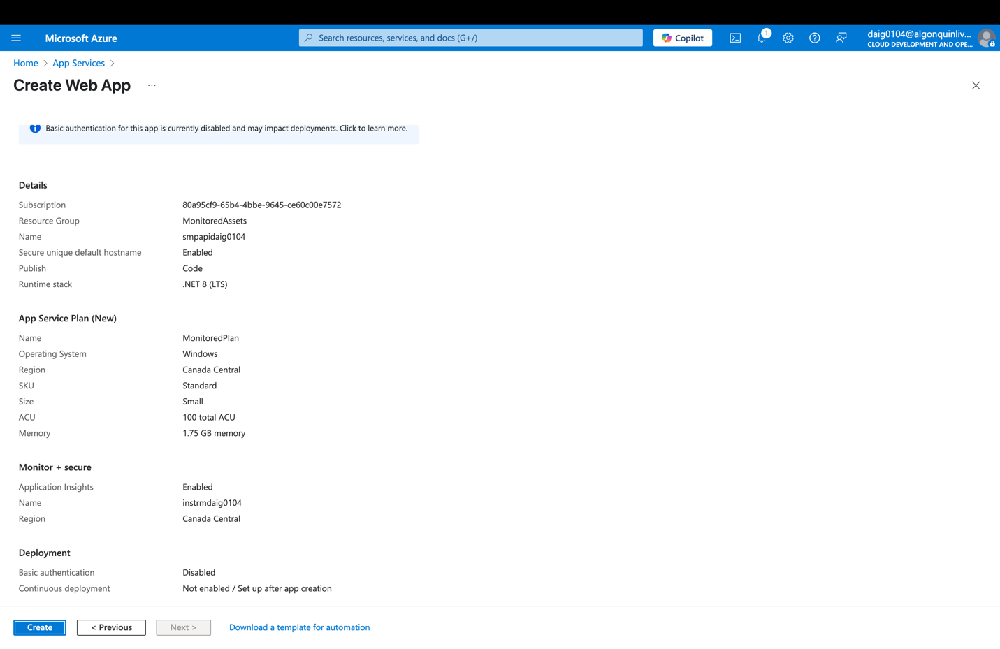 Microsoft Azure
Search resources, services, and docs (G+/)
Copilot
1
daig0104@algonquinliv...
CLOUD DEVELOPMENT AND OPE...
Home > App Services >
Create Web App ...
Basic authentication for this app is currently disabled and may impact deployments. Click to learn more.
Details
Subscription 80a95cf9-65b4-4bbe-9645-ce60c00e7572
Resource Group MonitoredAssets
Name smpapidaig0104
Secure unique default hostname Enabled
Publish Code
Runtime stack .NET 8 (LTS)
App Service Plan (New)
Name MonitoredPlan
Operating System Windows
Region Canada Central
SKU Standard
Size Small
ACU 100 total ACU
Memory 1.75 GB memory
Monitor + secure
Application Insights Enabled
Name instrmdaig0104
Region Canada Central
Deployment
Basic authentication Disabled
Continuous deployment Not enabled / Set up after app creation
Create
< Previous
Next >
Download a template for automation